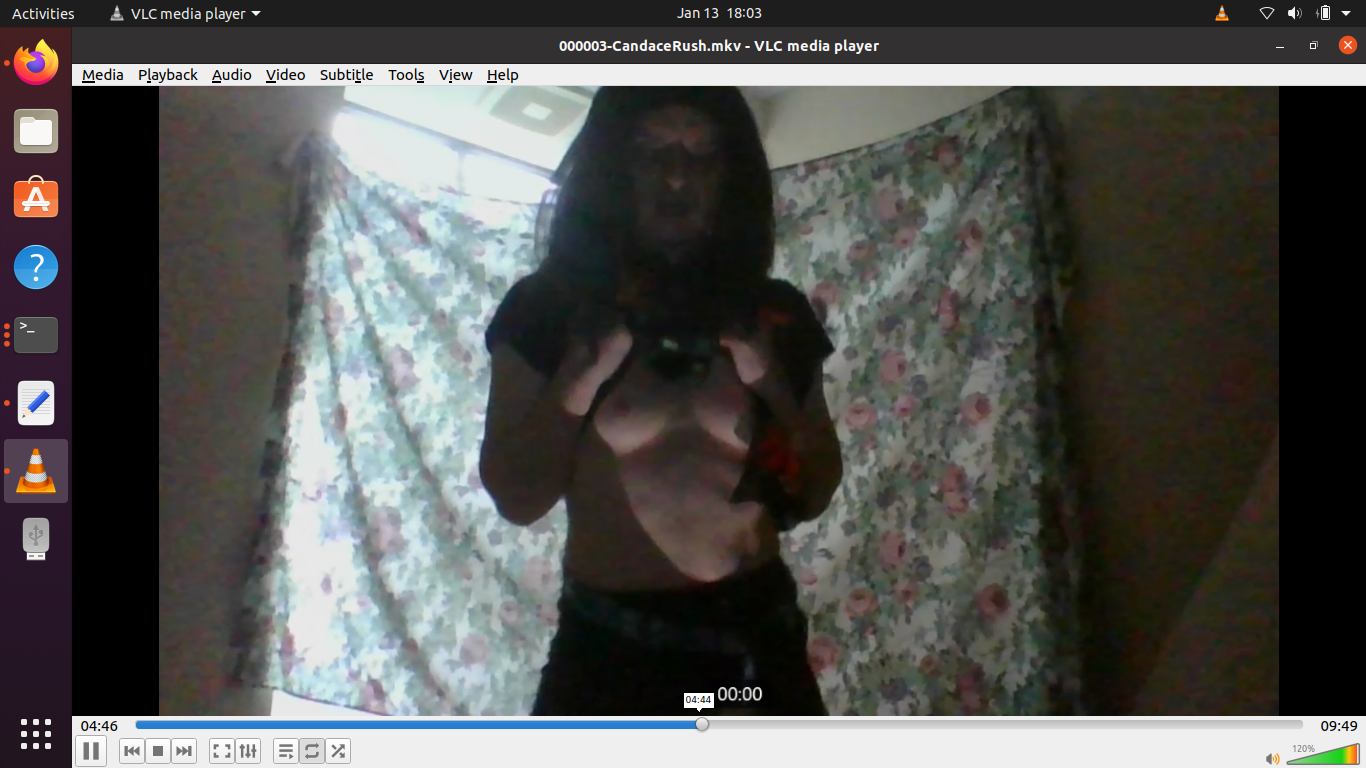 Activities VLC media player Jan 13 18:03
000003-CandaceRush.mkv - VLC media player
Media Playback Audio Video Subtitle Tools View Help
00:00
04:44
04:46 09:49
120%